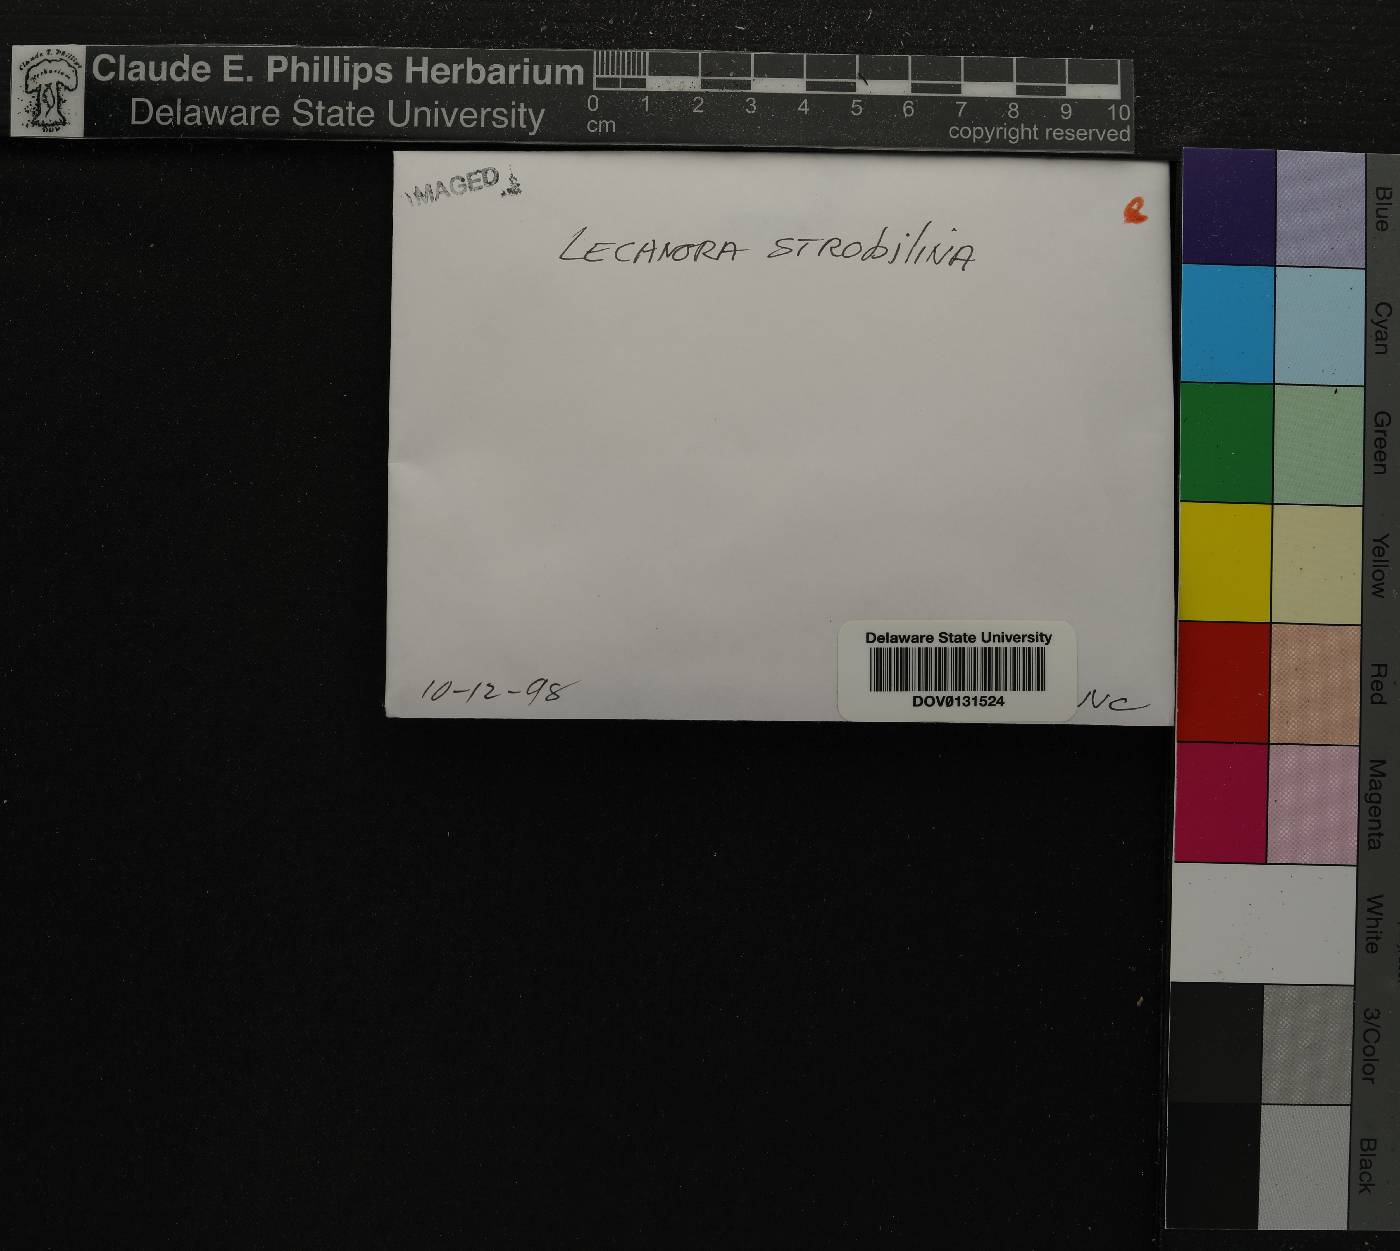 Claude E. Phillips Herbarium
Delaware State University
0 1 2 3 4 5 6 7 8 9 10
cm
copyright reserved
IMAGED
LECANORA STROBILINA
10-12-98
Delaware State University
DOV0131524
NC
Blue
Cyan
Green
Yellow
Red
Magenta
White
3/Color
Black